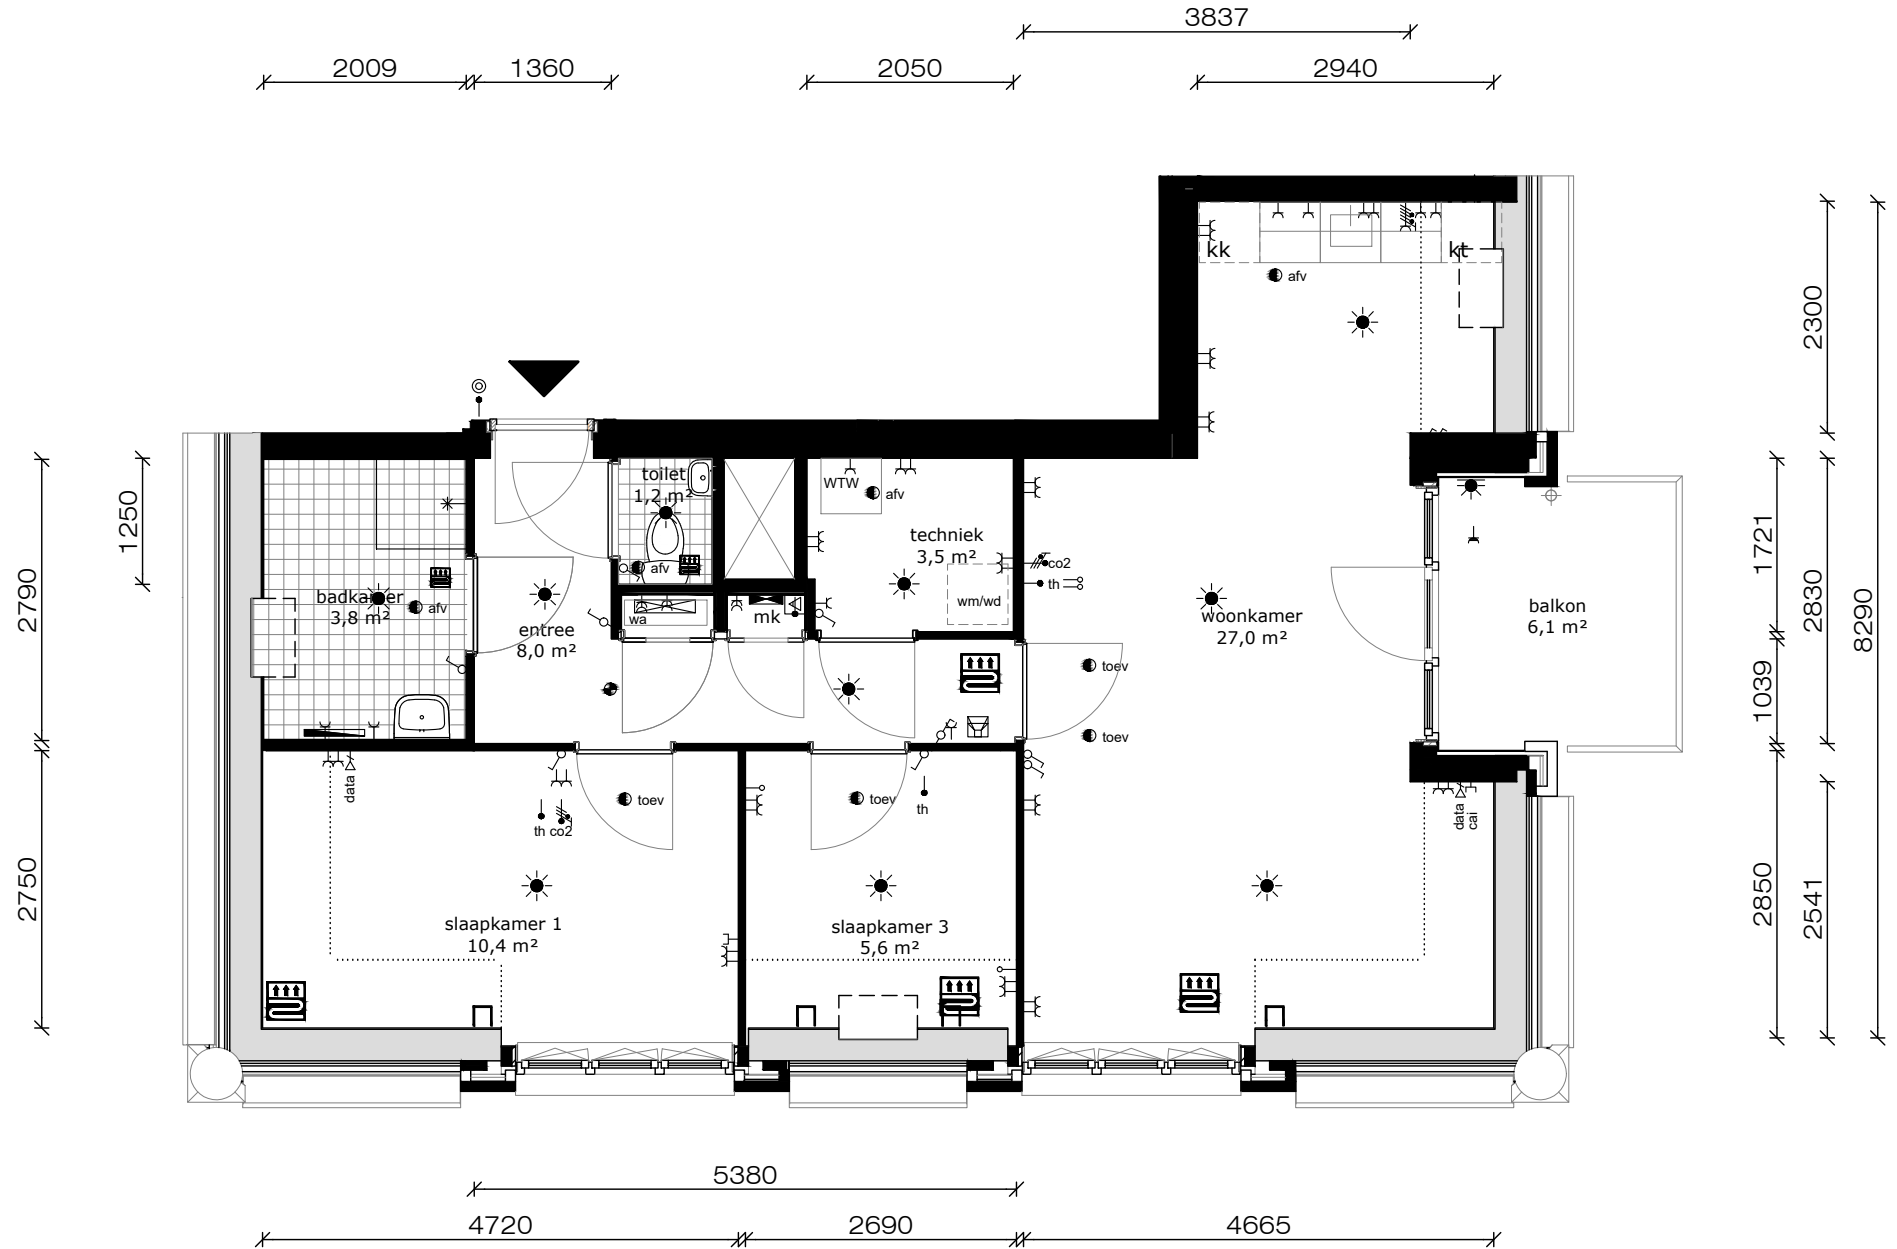 3837
2009
1360
2050
2940
kk
kt
afv
2300
8290
1250
2790
toilet
1,2 m²
afv
WTW
afv
techniek
3,5 m²
wm/wd
co2
th
badkamer
3,8 m²
afv
entree
8,0 m²
wa
mk
woonkamer
27,0 m²
balkon
6,1 m²
1721
2830
1039
toev
toev
2750
data
toev
th co2
toev
th
data
cai
slaapkamer 1
10,4 m²
slaapkamer 3
5,6 m²
2850
2541
5380
4720
2690
4665